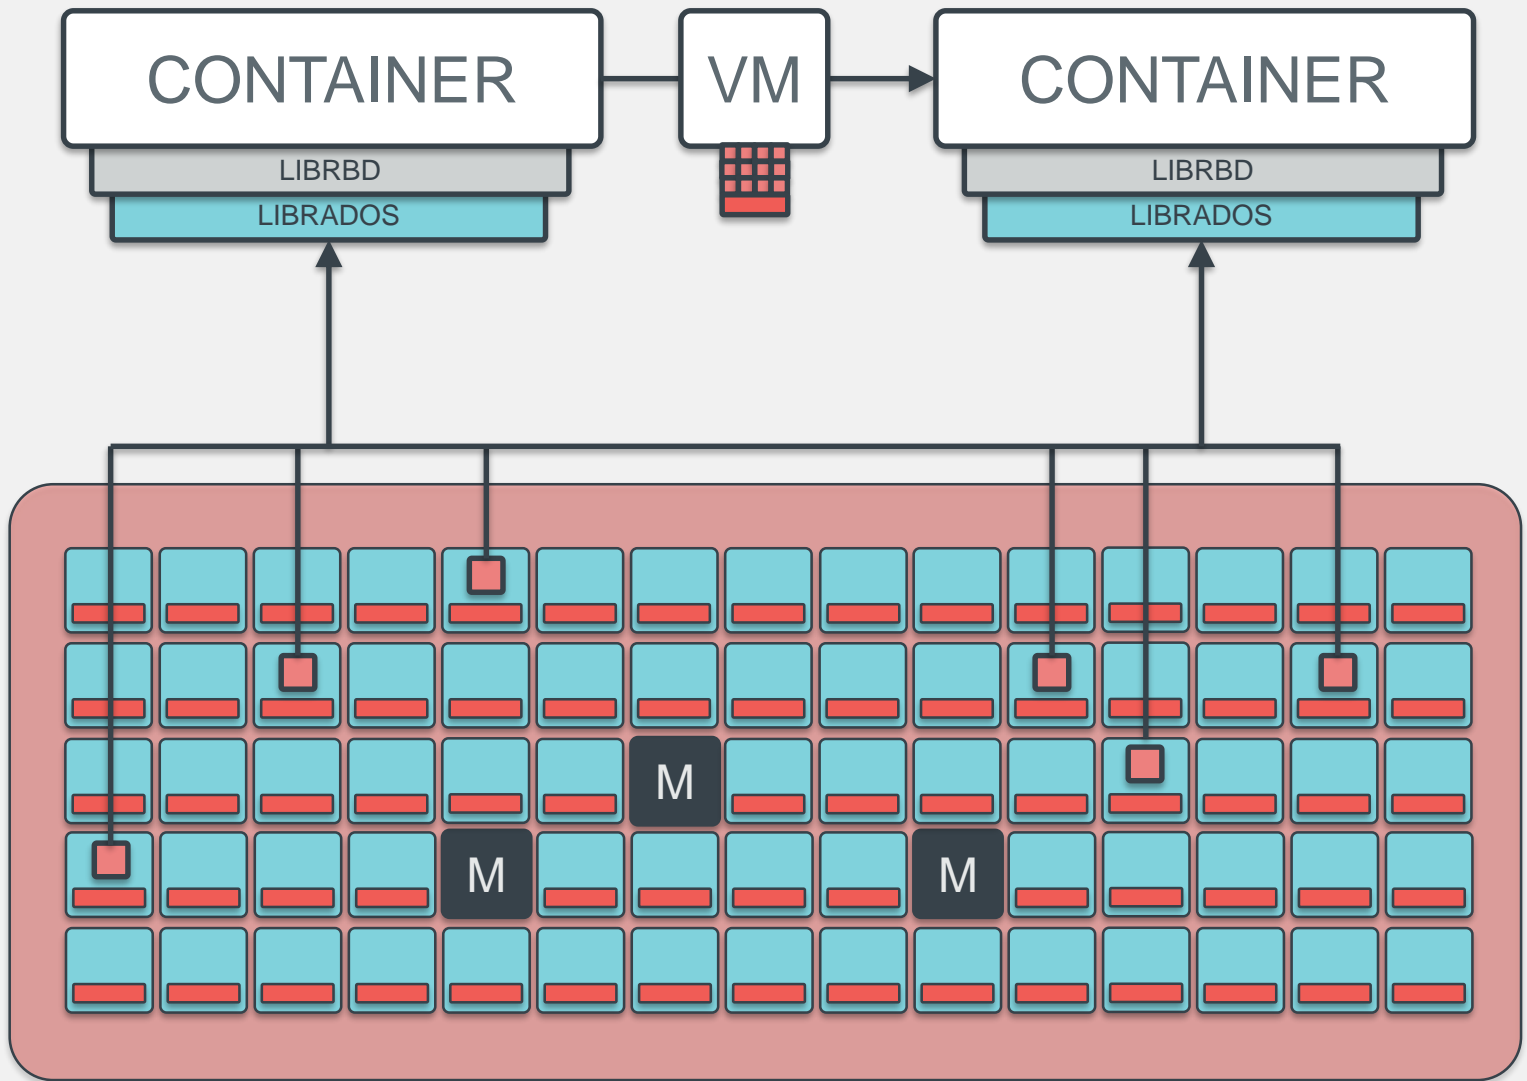 CONTAINER
VM
CONTAINER
LIBRBD
LIBRBD
LIBRADOS
LIBRADOS
M
M
M